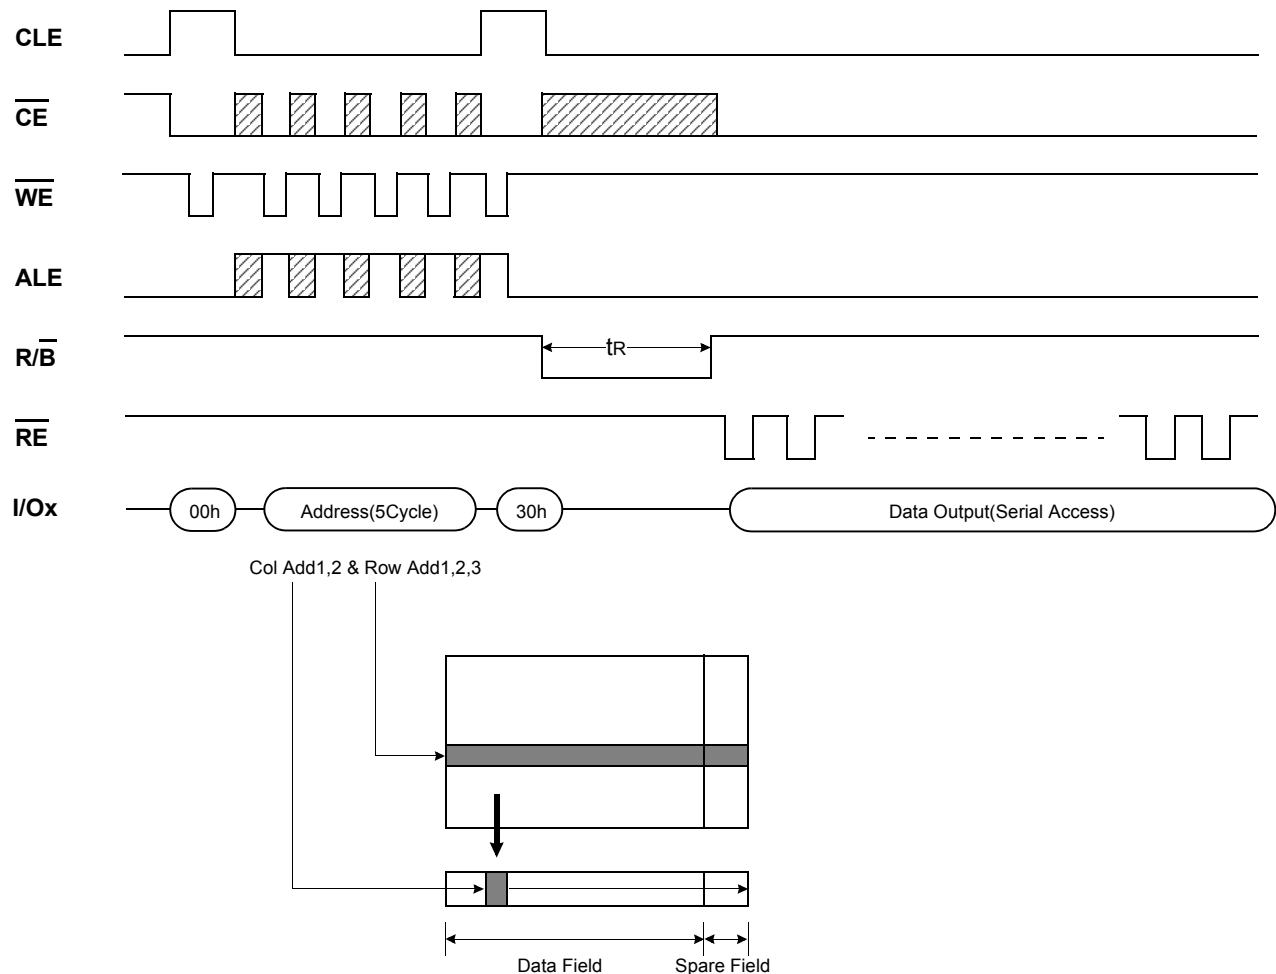 CLE
CE
WE
ALE
R/B
tR
RE
I/Ox
00h
Address(5Cycle)
30h
Data Output(Serial Access)
Col Add1,2 & Row Add1,2,3
Data Field
Spare Field